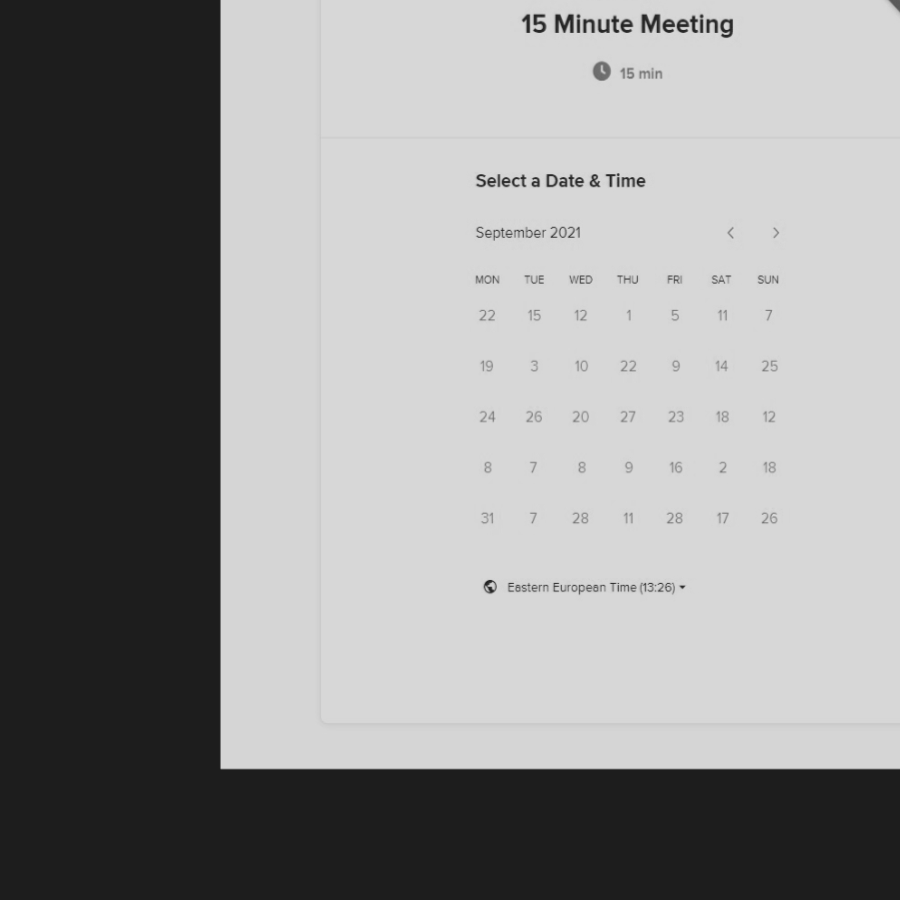 15 Minute Meeting
15 min
Select a Date & Time
September 2021
MON TUE WED THU FRI SAT SUN
22 15 12 1 5 11 7
19 3 10 22 9 14 25
24 26 20 27 23 18 12
8 7 8 9 16 2 18
31 7 28 11 28 17 26
Eastern European Time (13:26)